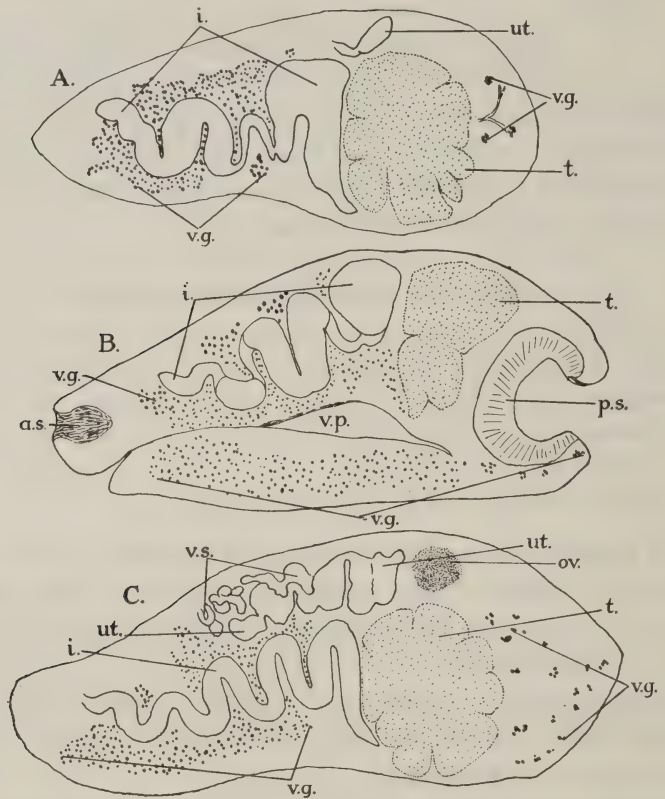 i.
ut.
A.
v.g.
t.
v.g.
i.
t.
B.
v.g.
p.s.
a.s.
v.p.
v.g.
ut.
v.s.
ov.
C.
t.
ut.
i.
v.g.
v.g.